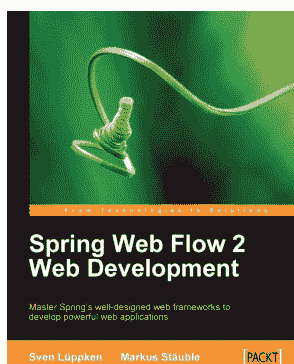 From Technologies to Solutions
Spring Web Flow 2
Web Development
Master Spring's well-designed web frameworks to
develop powerful web applications
Sven Lüppken Markus Stäuble
[PACKT]